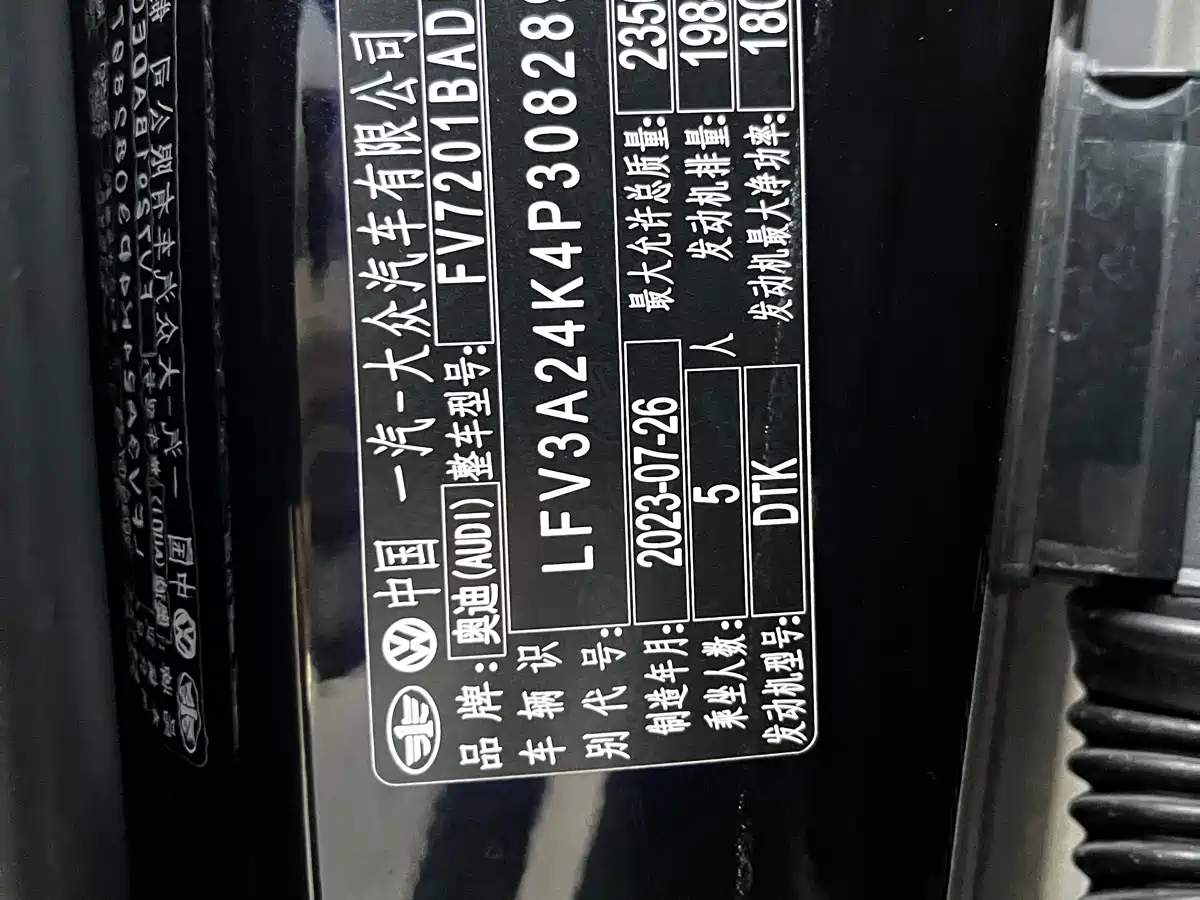 中国 一汽-大众汽车有限公司
品牌: 奥迪(AUDI) 整车型号: FV7201BAD
车辆识别代号: LFV3A24K4P30828
制造年月: 2023-07-26 最大允许总质量: 235
乘坐人数: 5 人 发动机排量: 198
发动机型号: DTK 发动机最大净功率: 180